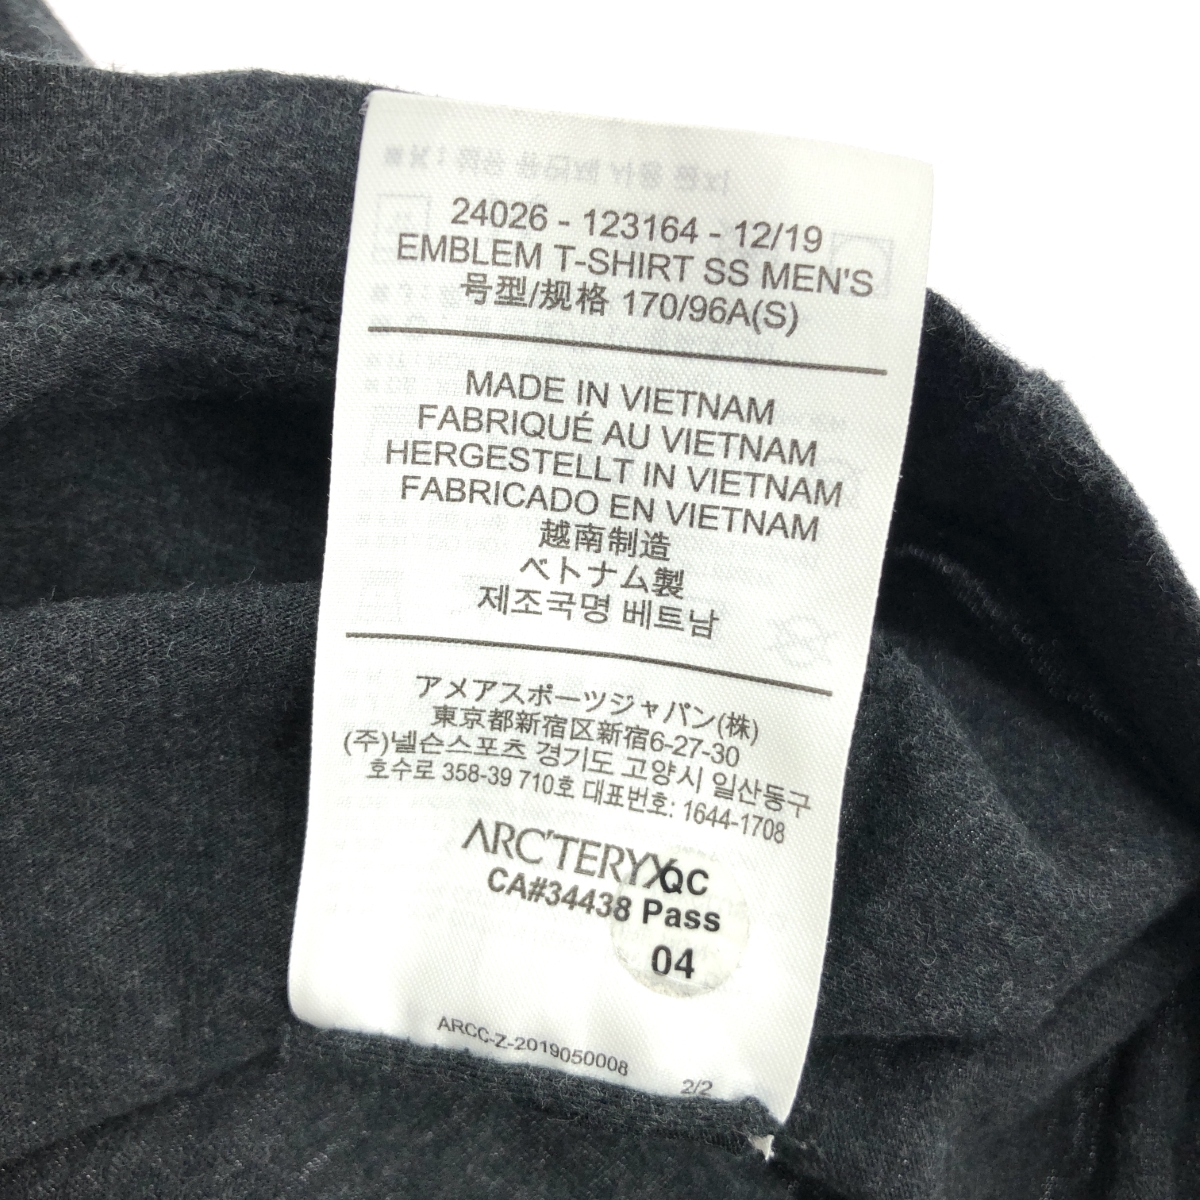 24026 - 123164 - 12/19
EMBLEM T-SHIRT SS MEN'S
号型/规格 170/96A(S)
MADE IN VIETNAM
FABRIQUÉ AU VIETNAM
HERGESTELLT IN VIETNAM
FABRICADO EN VIETNAM
越南制造
ベトナム製
제조국명 베트남
アメアスポーツジャパン(株)
東京都新宿区新宿6-27-30
(주)넬슨스포츠 경기도 고양시 일산동구
호수로 358-39 710호 대표번호: 1644-1708
ARC'TERYX
CA#34438
QC
Pass
04
ARCC-Z-2019050008
2/2